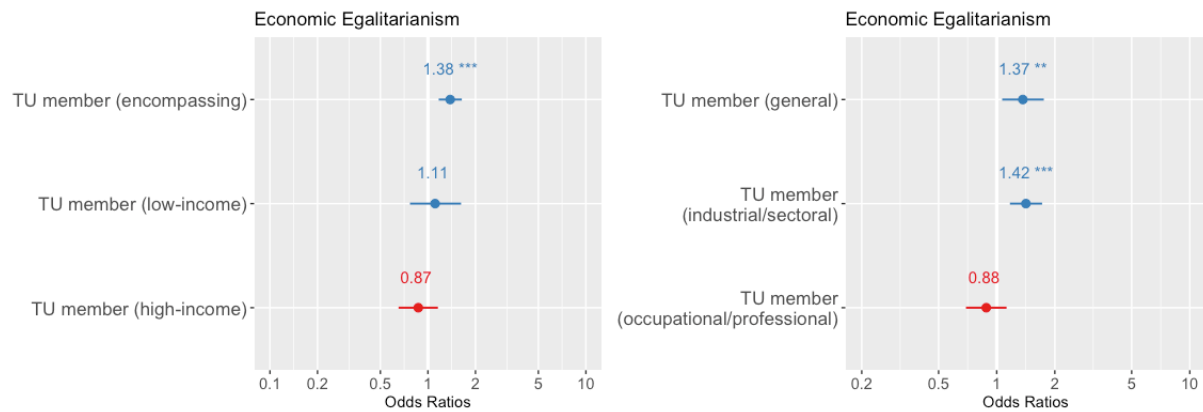 Economic Egalitarianism
1.38 ***
TU member (encompassing)
1.11
TU member (low-income)
0.87
TU member (high-income)
0.1 0.2 0.5 1 2 5 10
Odds Ratios
Economic Egalitarianism
1.37 **
TU member (general)
1.42 ***
TU member
(industrial/sectoral)
0.88
TU member
(occupational/professional)
0.2 0.5 1 2 5 10
Odds Ratios